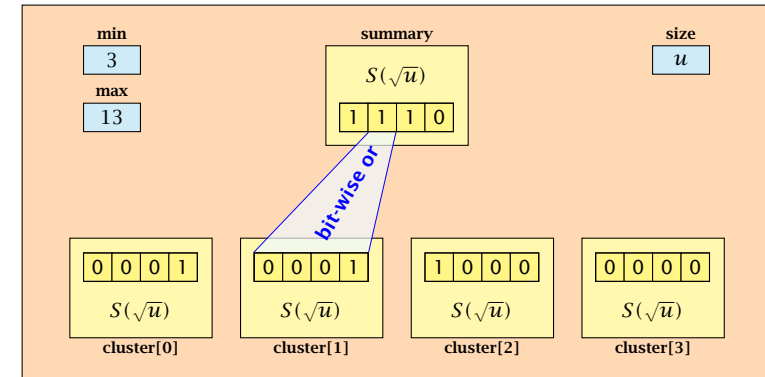 min summary size
3 S(√u) u
max
13 1 1 1 0
bit-wise or
0 0 0 1 0 0 0 1 1 0 0 0 0 0 0 0
S(√u) S(√u) S(√u) S(√u)
cluster[0] cluster[1] cluster[2] cluster[3]